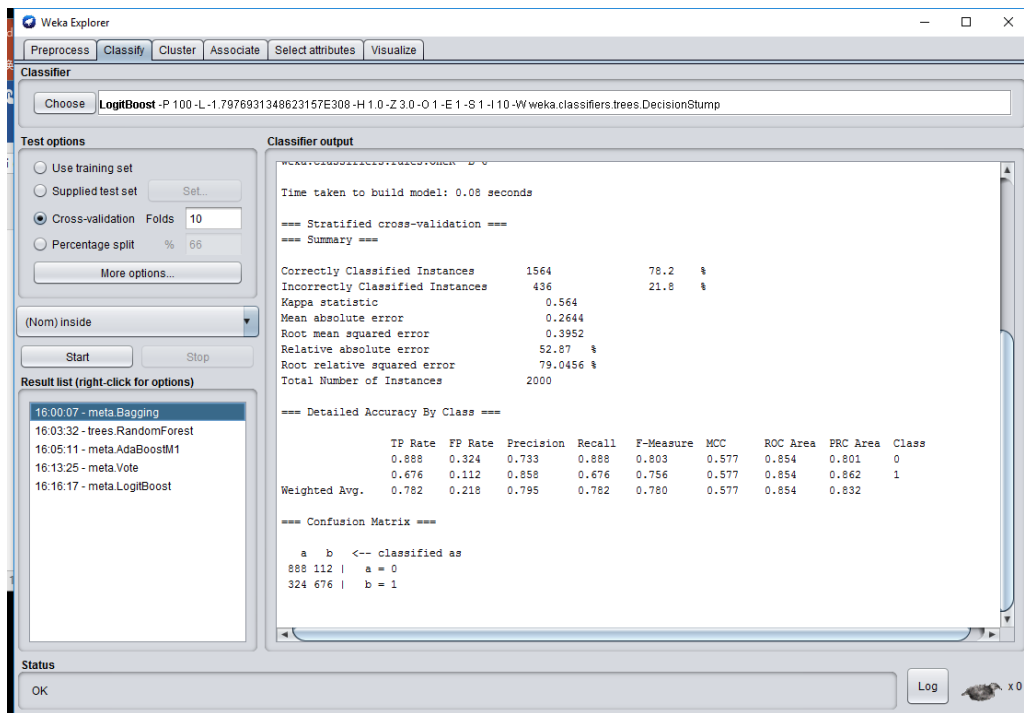 Weka Explorer
Preprocess Classify Cluster Associate Select attributes Visualize
Classifier
Choose LogitBoost -P 100 -L -1.7976931348623157E308 -H 1.0 -Z 3.0 -O 1 -E 1 -S 1 -I 10 -W weka.classifiers.trees.DecisionStump
Test options
Use training set
Supplied test set Set...
Cross-validation Folds 10
Percentage split % 66
More options...
(Nom) inside
Start Stop
Result list (right-click for options)
16:00:07 - meta.Bagging
16:03:32 - trees.RandomForest
16:05:11 - meta.AdaBoostM1
16:13:25 - meta.Vote
16:16:17 - meta.LogitBoost
Classifier output
Time taken to build model: 0.08 seconds
=== Stratified cross-validation ===
=== Summary ===
Correctly Classified Instances 1564 78.2 %
Incorrectly Classified Instances 436 21.8 %
Kappa statistic 0.564
Mean absolute error 0.2644
Root mean squared error 0.3952
Relative absolute error 52.87 %
Root relative squared error 79.0456 %
Total Number of Instances 2000
=== Detailed Accuracy By Class ===
TP Rate FP Rate Precision Recall F-Measure MCC ROC Area PRC Area Class
0.888 0.324 0.733 0.888 0.803 0.577 0.854 0.801 0
0.676 0.112 0.858 0.676 0.756 0.577 0.854 0.862 1
Weighted Avg. 0.782 0.218 0.795 0.782 0.780 0.577 0.854 0.832
=== Confusion Matrix ===
a b <-- classified as
888 112 | a = 0
324 676 | b = 1
Status
OK
Log x 0